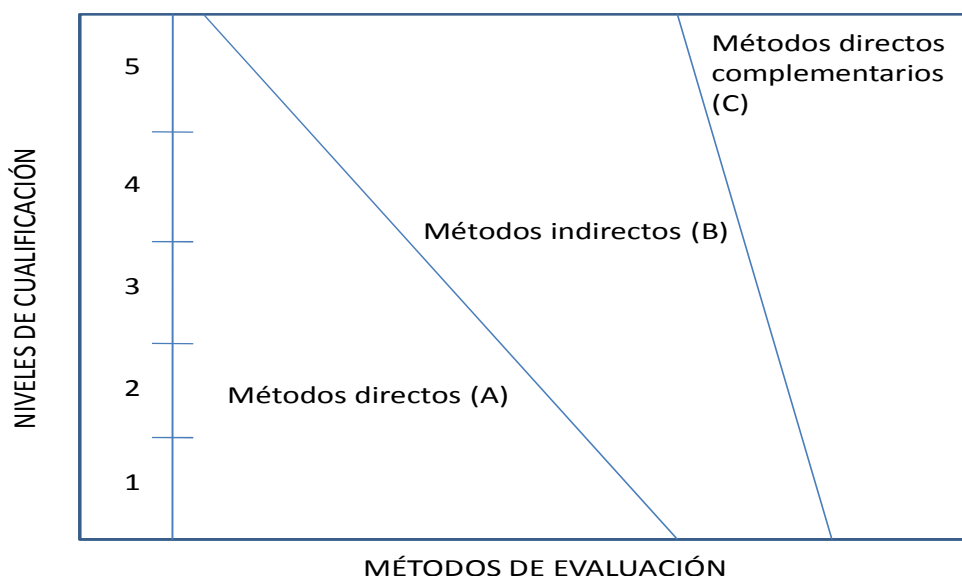 NIVELES DE CUALIFICACIÓN
5
4
3
2
1
Métodos directos
complementarios
(C)
Métodos indirectos (B)
Métodos directos (A)
MÉTODOS DE EVALUACIÓN